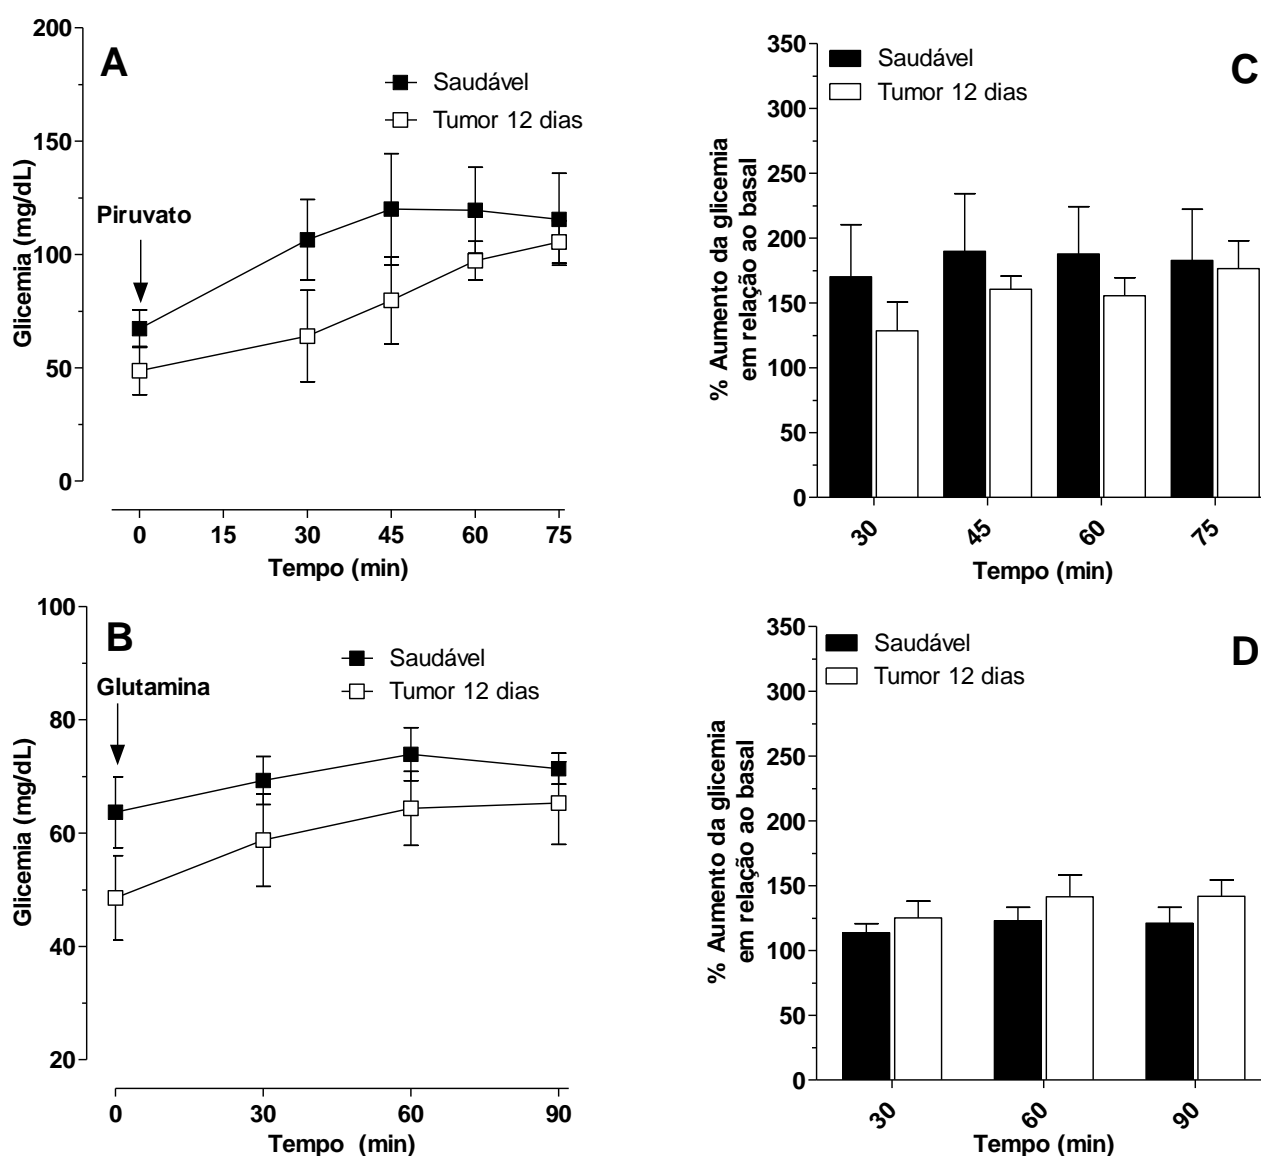 A
Saudável
Tumor 12 dias
Piruvato
Glicemia (mg/dL)
200
150
100
50
0
0 15 30 45 60 75
Tempo (min)
C
Saudável
Tumor 12 dias
% Aumento da glicemia
em relação ao basal
350
300
250
200
150
100
50
0
30 45 60 75
Tempo (min)
B
Saudável
Tumor 12 dias
Glutamina
Glicemia (mg/dL)
100
80
60
40
20
0 30 60 90
Tempo (min)
D
Saudável
Tumor 12 dias
% Aumento da glicemia
em relação ao basal
350
300
250
200
150
100
50
0
30 60 90
Tempo (min)